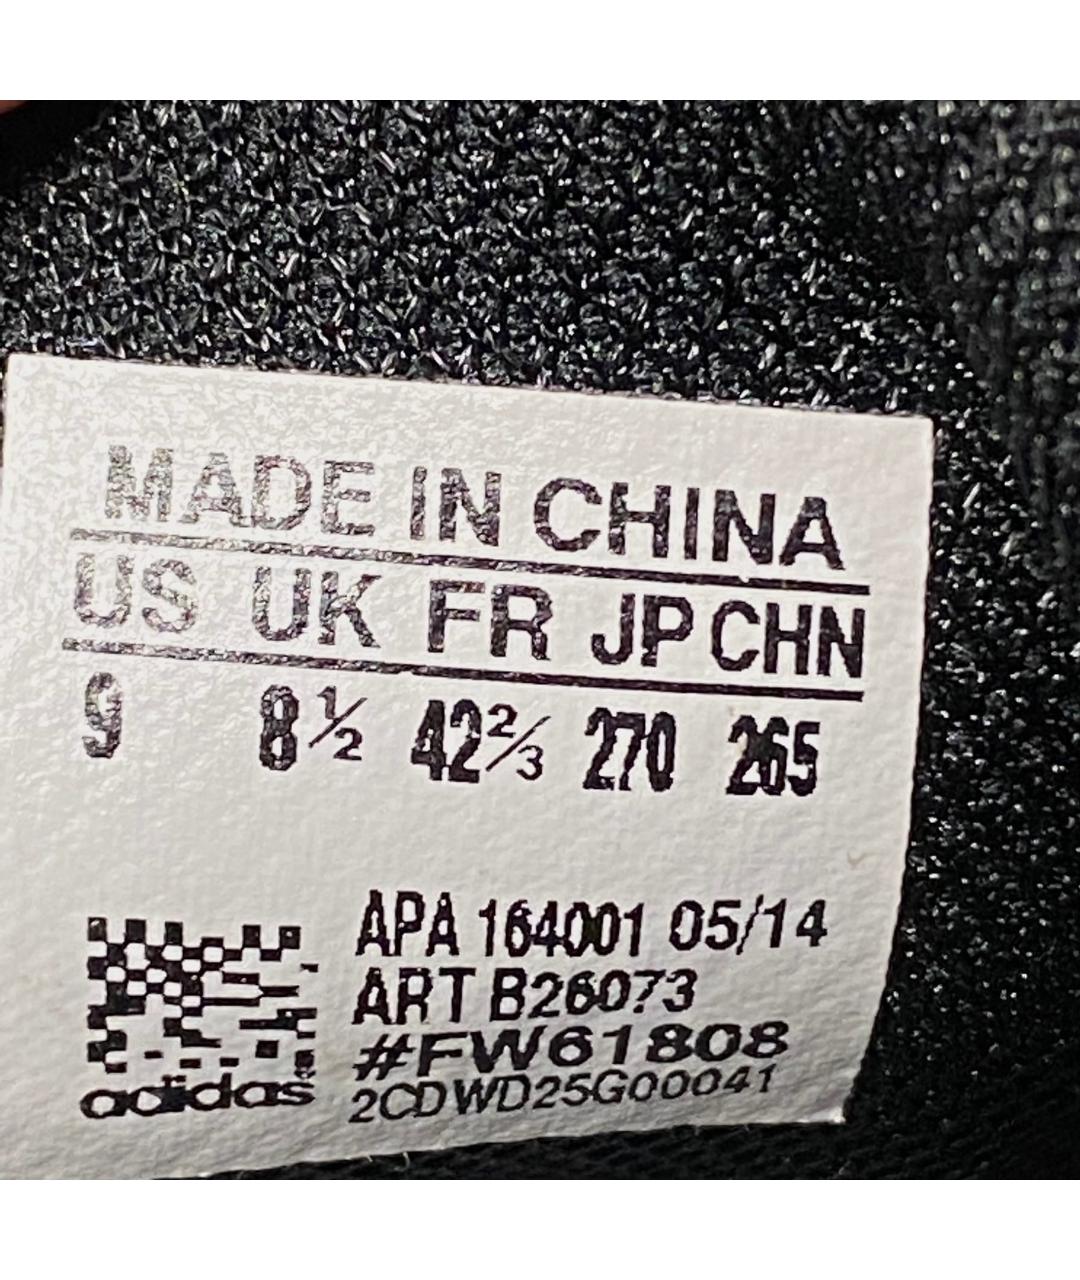 MADE IN CHINA
US UK FR JP CHN
9 8½ 42⅔ 270 265
APA 164001 05/14
ART B26073
#FW61808
2CDWD25G00041
adidas